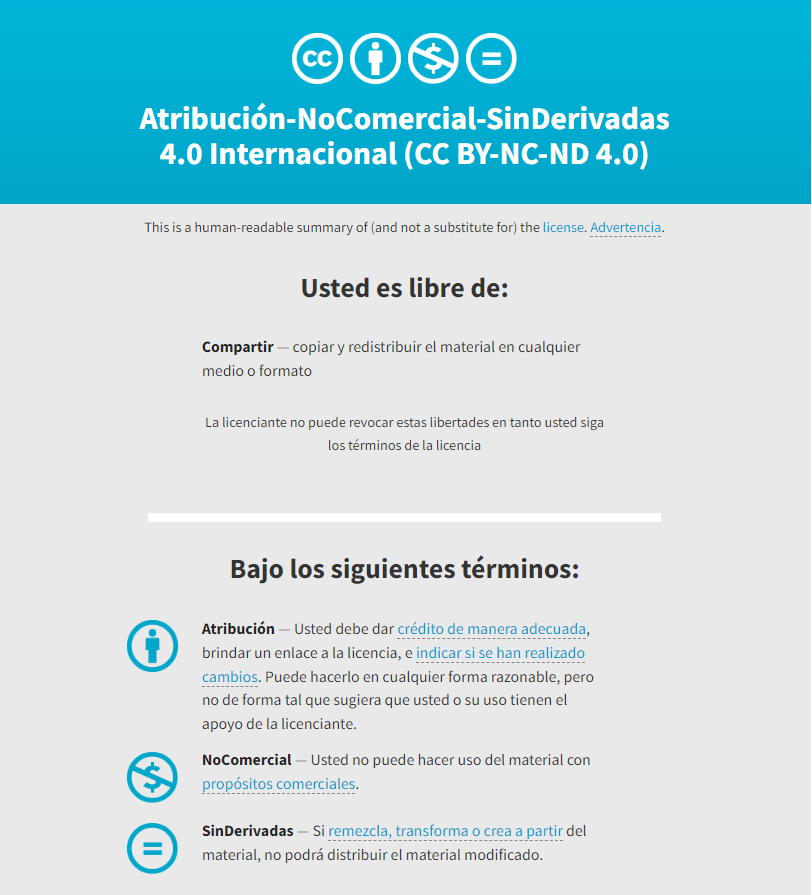 CC
Atribución-NoComercial-SinDerivadas
4.0 Internacional (CC BY-NC-ND 4.0)
This is a human-readable summary of (and not a substitute for) the license. Advertencia.
Usted es libre de:
Compartir — copiar y redistribuir el material en cualquier
medio o formato
La licenciante no puede revocar estas libertades en tanto usted siga
los términos de la licencia
Bajo los siguientes términos:
Atribución — Usted debe dar crédito de manera adecuada,
brindar un enlace a la licencia, e indicar si se han realizado
cambios. Puede hacerlo en cualquier forma razonable, pero
no de forma tal que sugiera que usted o su uso tienen el
apoyo de la licenciante.
NoComercial — Usted no puede hacer uso del material con
propósitos comerciales.
SinDerivadas — Si remezcla, transforma o crea a partir del
material, no podrá distribuir el material modificado.